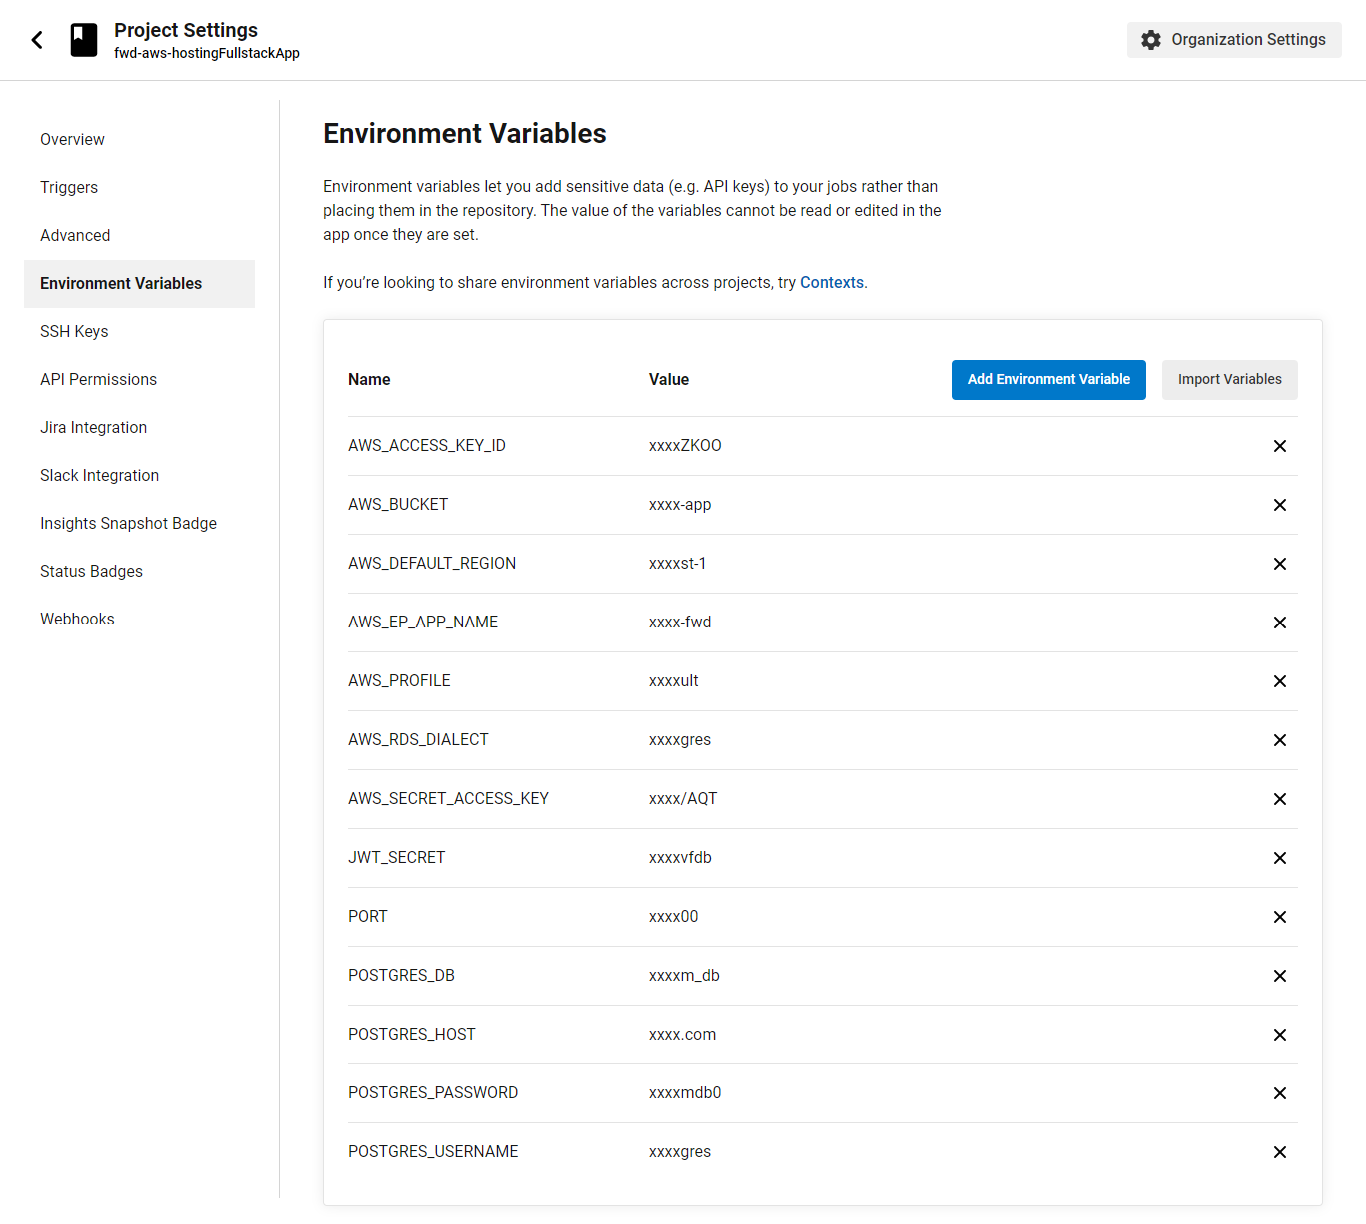 Project Settings
fwd-aws-hostingFullstackApp
Organization Settings
Overview
Triggers
Advanced
Environment Variables
SSH Keys
API Permissions
Jira Integration
Slack Integration
Insights Snapshot Badge
Status Badges
Webhooks
Environment Variables
Environment variables let you add sensitive data (e.g. API keys) to your jobs rather than
placing them in the repository. The value of the variables cannot be read or edited in the
app once they are set.
If you’re looking to share environment variables across projects, try Contexts.
Name Value Add Environment Variable Import Variables
AWS_ACCESS_KEY_ID xxxxZKOO
AWS_BUCKET xxxx-app
AWS_DEFAULT_REGION xxxxst-1
AWS_EP_APP_NAME xxxx-fwd
AWS_PROFILE xxxxult
AWS_RDS_DIALECT xxxxgres
AWS_SECRET_ACCESS_KEY xxxx/AQT
JWT_SECRET xxxxvfdb
PORT xxxx00
POSTGRES_DB xxxxm_db
POSTGRES_HOST xxxx.com
POSTGRES_PASSWORD xxxxmdb0
POSTGRES_USERNAME xxxxgres